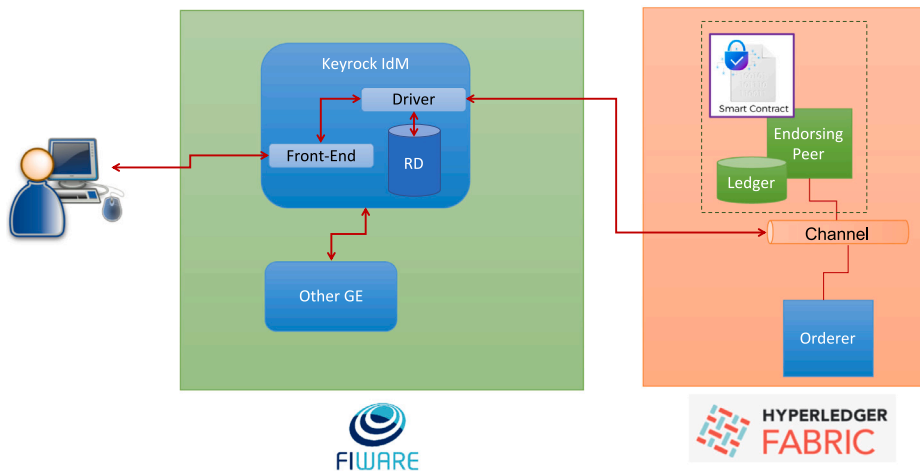 Keyrock IdM
Driver
Front-End
RD
Other GE
Smart Contract
Endorsing
Peer
Ledger
Channel
Orderer
FIWARE
HYPERLEDGER
FABRIC